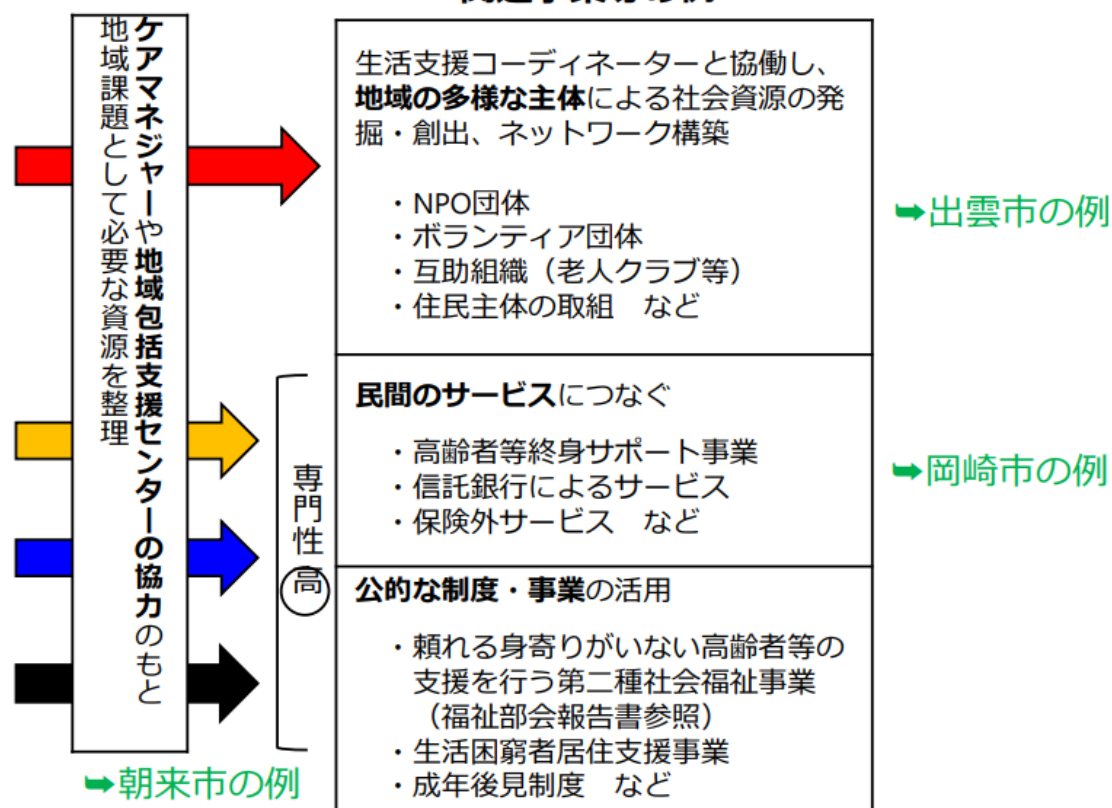 ケアマネジャーや地域包括支援センターの協力のもと
地域課題として必要な資源を整理
➥朝来市の例
専門性高
生活支援コーディネーターと協働し、
地域の多様な主体による社会資源の発
掘・創出、ネットワーク構築
・NPO団体
・ボランティア団体
・互助組織（老人クラブ等）
・住民主体の取組　など
➥出雲市の例
民間のサービスにつなぐ
・高齢者等終身サポート事業
・信託銀行によるサービス
・保険外サービス　など
➥岡崎市の例
公的な制度・事業の活用
・頼れる身寄りがいない高齢者等の
支援を行う第二種社会福祉事業
（福祉部会報告書参照）
・生活困窮者居住支援事業
・成年後見制度　など